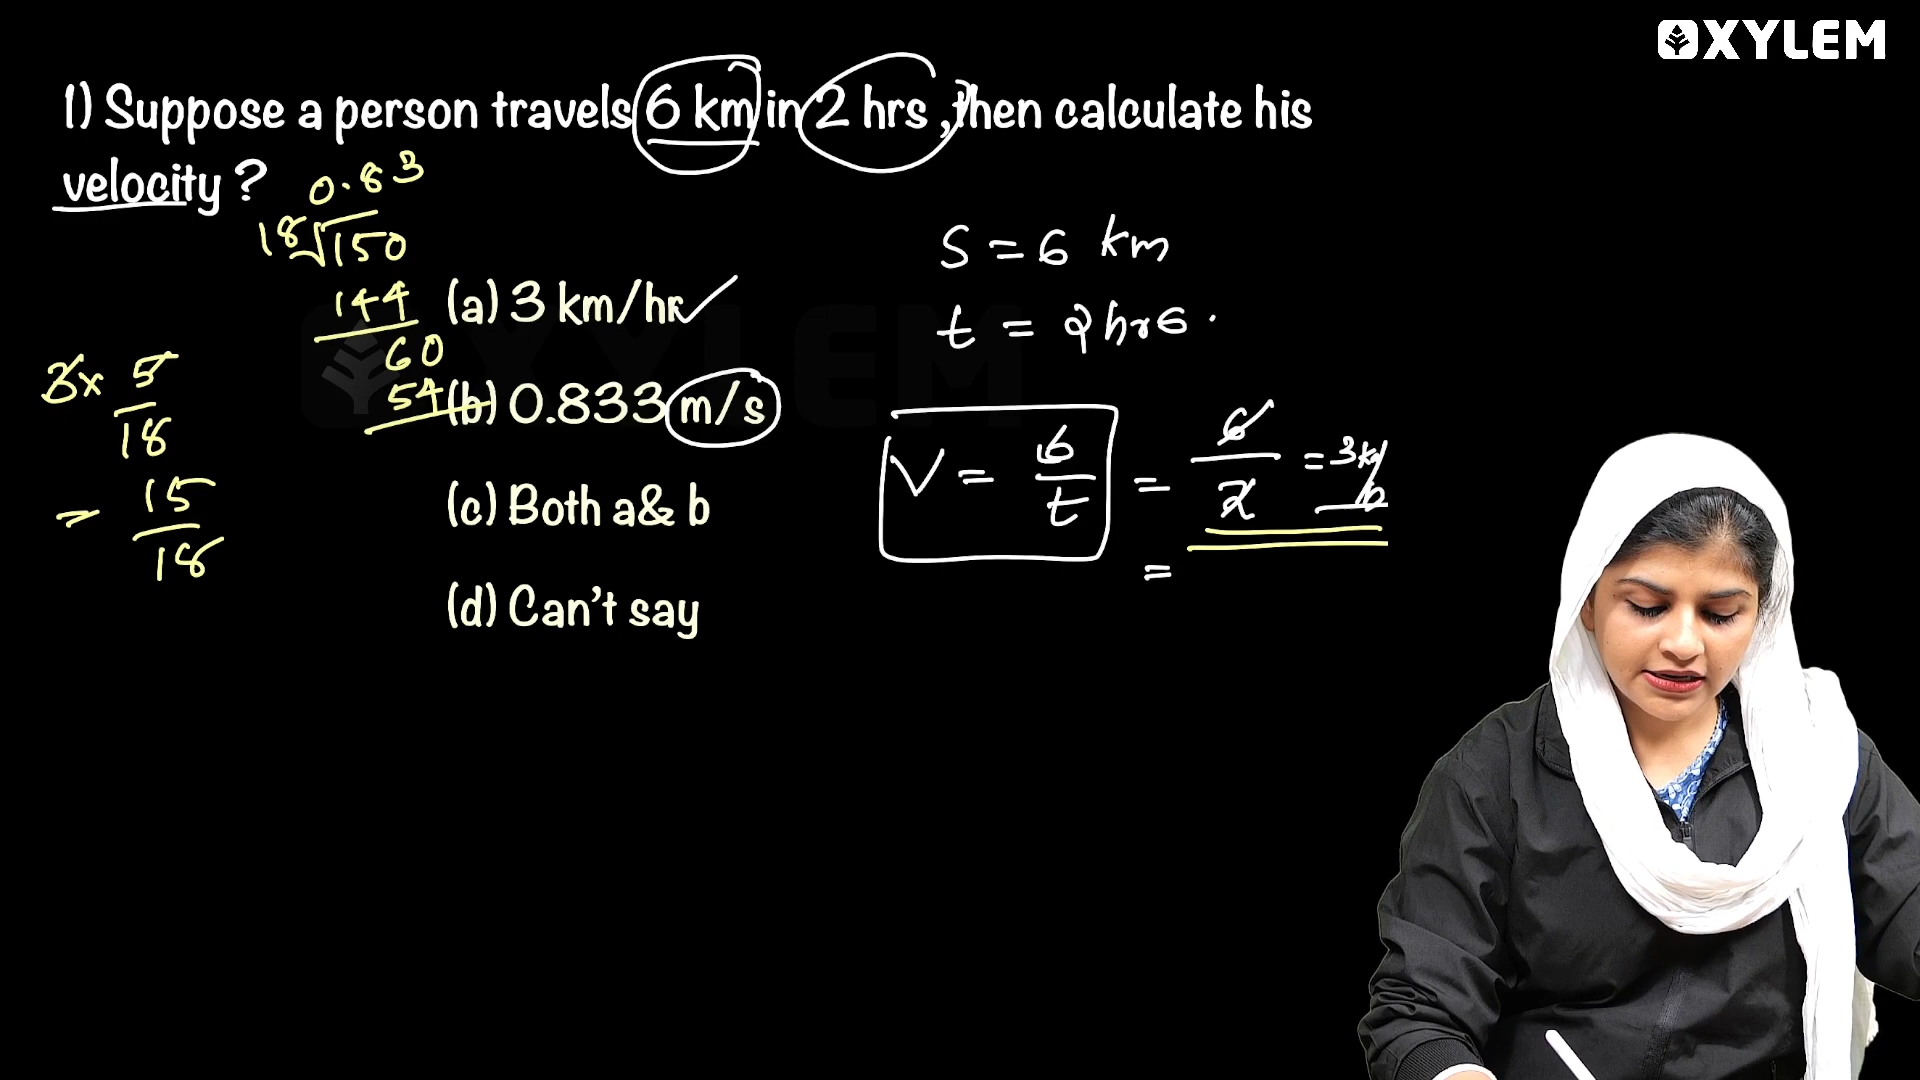 XYLEM
1) Suppose a person travels 6 km in 2 hrs , then calculate his
velocity ?
0.83
18 150
144
60
54
(a) 3 km/hr
(b) 0.833 m/s
(c) Both a& b
(d) Can't say
3x 5/18
= 15/18
S = 6 km
t = 2 hrs .
V = s/t = 6/2 = 3 km/h
=
XYLEM